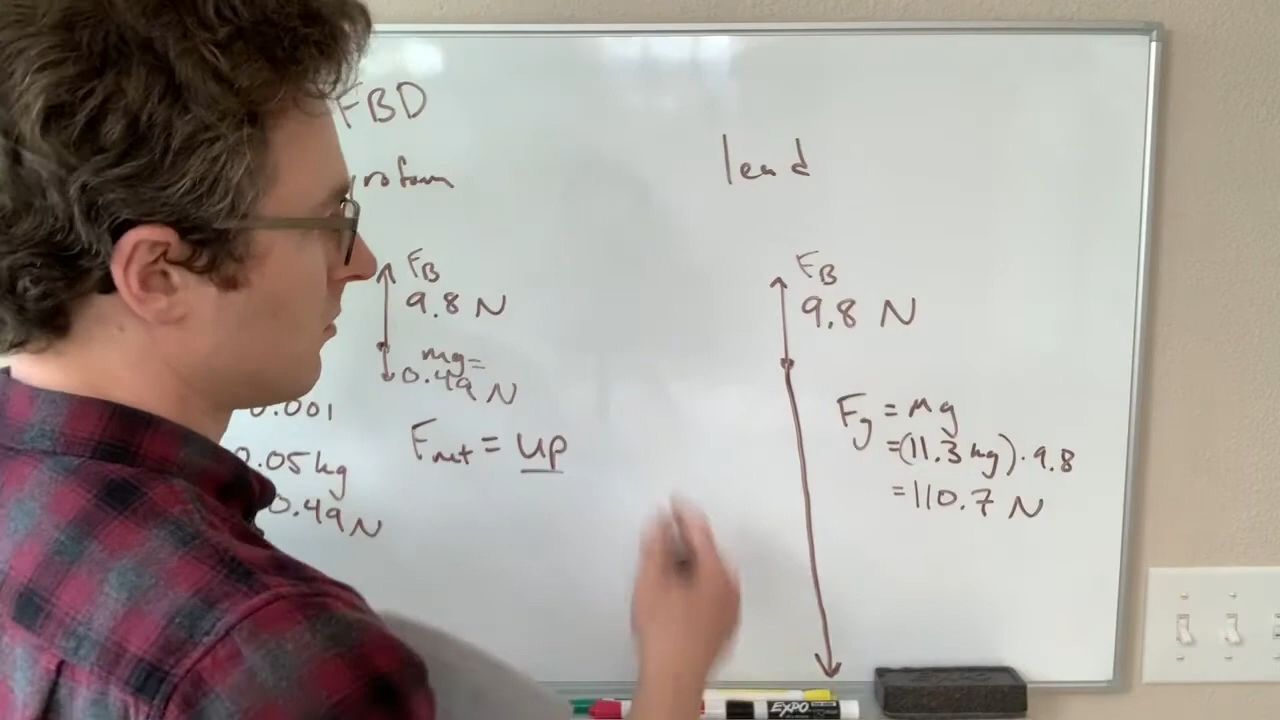 FBD
lead
F_B
9.8 N
mg=
0.49 N
F_net = up
0.001
0.05 kg
0.49 N
F_B
9.8 N
F_g = mg
=(11.3 kg)·9.8
=110.7 N
EXPO